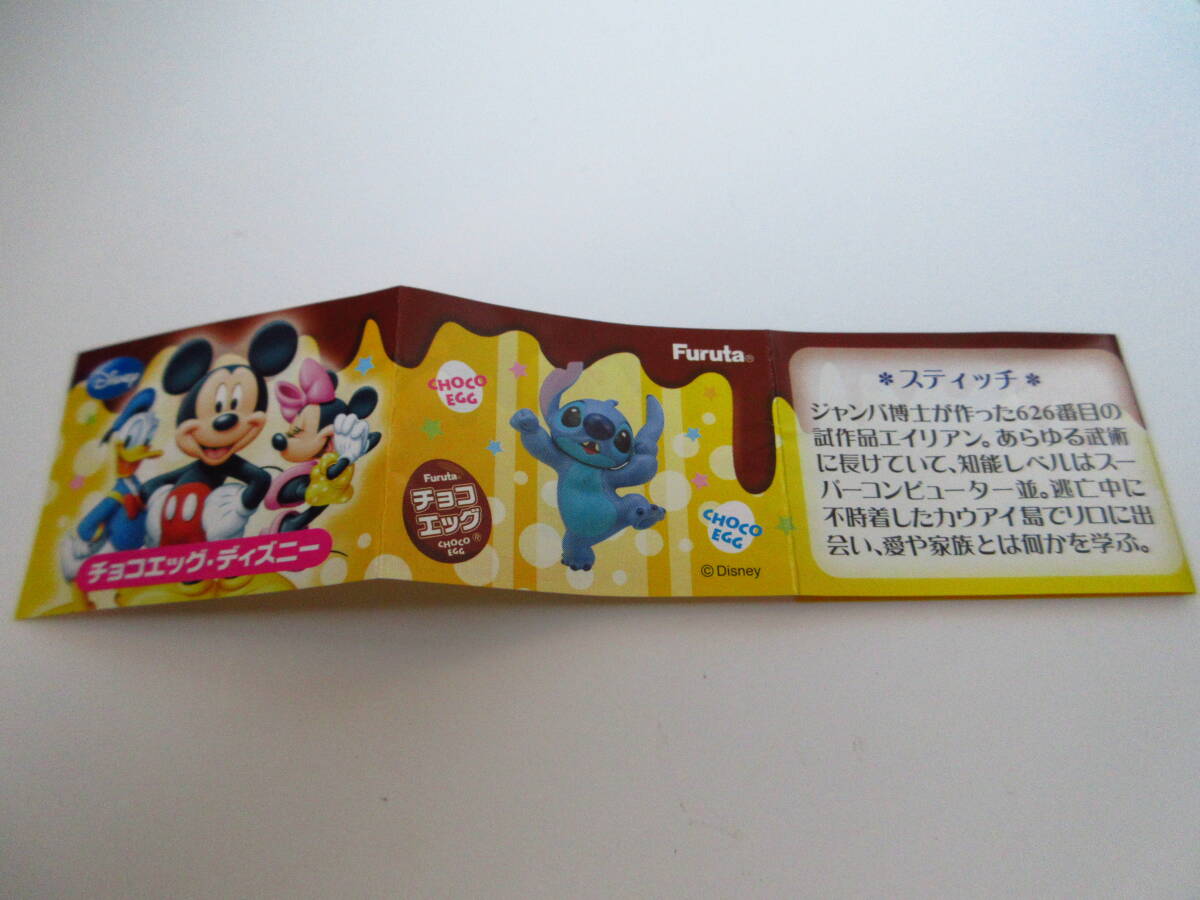 Disney
チョコエッグ・ディズニー
CHOCO
EGG
Furuta®
チョコ
エッグ
CHOCO
EGG®
Furuta®
CHOCO
EGG
©Disney
*スティッチ*
ジャンバ博士が作った626番目の
試作品エイリアン。あらゆる武術
に長けていて、知能レベルはスー
パーコンピューター並。逃亡中に
不時着したカウアイ島でリロに出
会い、愛や家族とは何かを学ぶ。